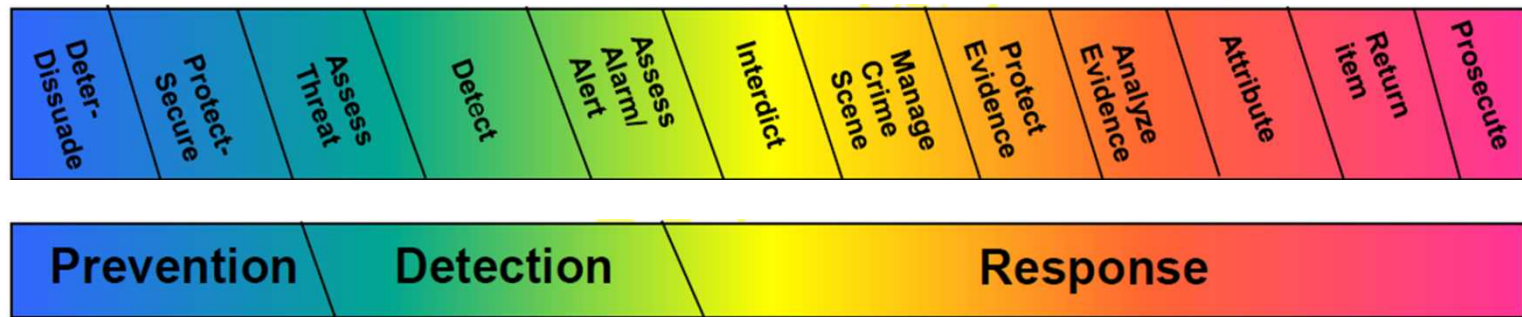 Deter-
Dissuade
Protect-
Secure
Assess
Threat
Detect
Assess
Alarm/
Alert
Interdict
Manage
Crime
Scene
Protect
Evidence
Analyze
Evidence
Attribute
Return
item
Prosecute
Prevention
Detection
Response